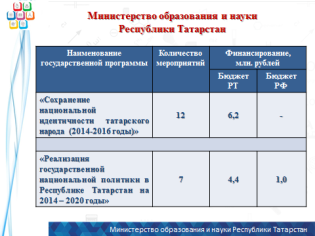 Министерство образования и науки
Республики Татарстан
Наименование
государственной программы
Количество
мероприятий
Финансирование,
млн. рублей
Бюджет
РТ
Бюджет
РФ
«Сохранение
национальной
идентичности татарского
народа (2014-2016 годы)»
12
6,2
-
«Реализация
государственной
национальной политики в
Республике Татарстан на
2014 – 2020 годы»
7
4,4
1,0
Министерство образования и науки Республики Татарстан